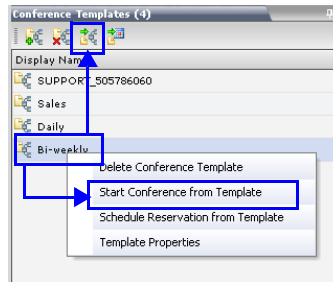 Conference Templates (4)
Display Name
SUPPORT_505786060
Sales
Daily
Bi-weekly
Delete Conference Template
Start Conference from Template
Schedule Reservation from Template
Template Properties